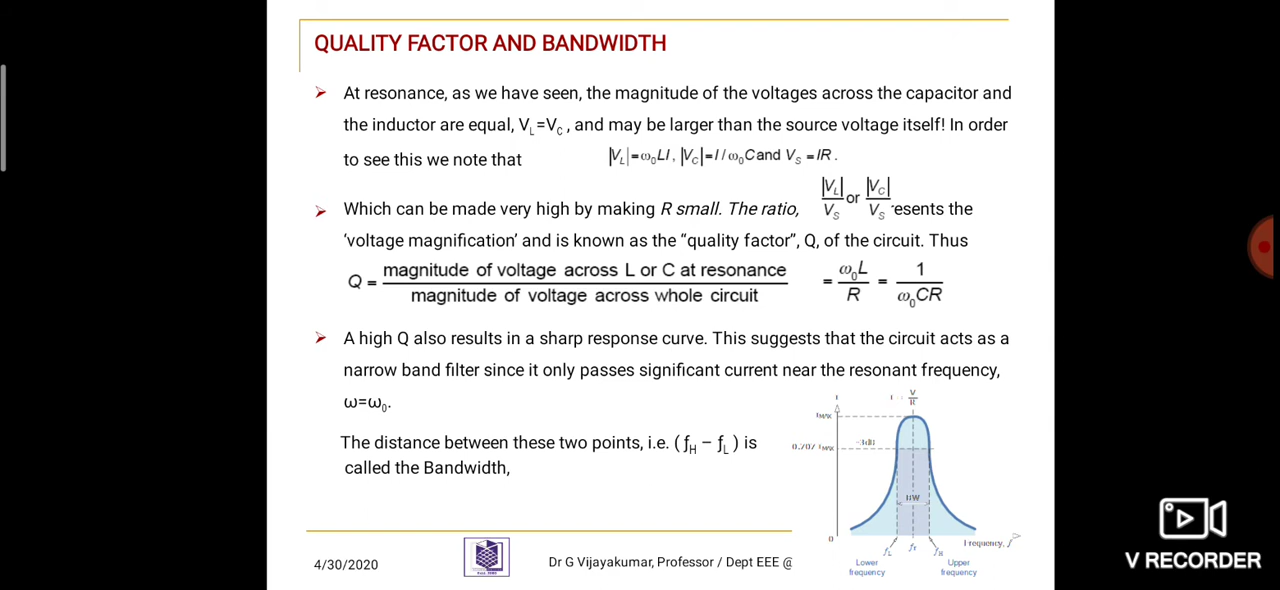 QUALITY FACTOR AND BANDWIDTH
➢ At resonance, as we have seen, the magnitude of the voltages across the capacitor and
the inductor are equal, V_L=V_C , and may be larger than the source voltage itself! In order
to see this we note that |V_L|=ω₀LI, |V_C|=I/ω₀C and V_S =IR .
➢ Which can be made very high by making R small. The ratio, |V_L|/V_S or |V_C|/V_S esents the
‘voltage magnification’ and is known as the “quality factor”, Q, of the circuit. Thus
Q = magnitude of voltage across L or C at resonance / magnitude of voltage across whole circuit = ω₀L/R = 1/ω₀CR
➢ A high Q also results in a sharp response curve. This suggests that the circuit acts as a
narrow band filter since it only passes significant current near the resonant frequency,
ω=ω₀.
The distance between these two points, i.e. (f_H – f_L ) is
called the Bandwidth,
V/R
I_MAX
0.707 I_MAX
-3dB
BW
0
f_L
f_r
f_H
Frequency, f
Lower
frequency
Upper
frequency
4/30/2020
Dr G Vijayakumar, Professor / Dept EEE @
V RECORDER